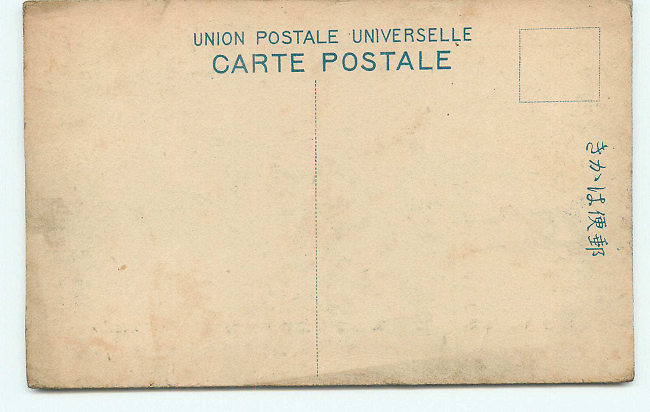 UNION POSTALE UNIVERSELLE
CARTE POSTALE
きかは便郵